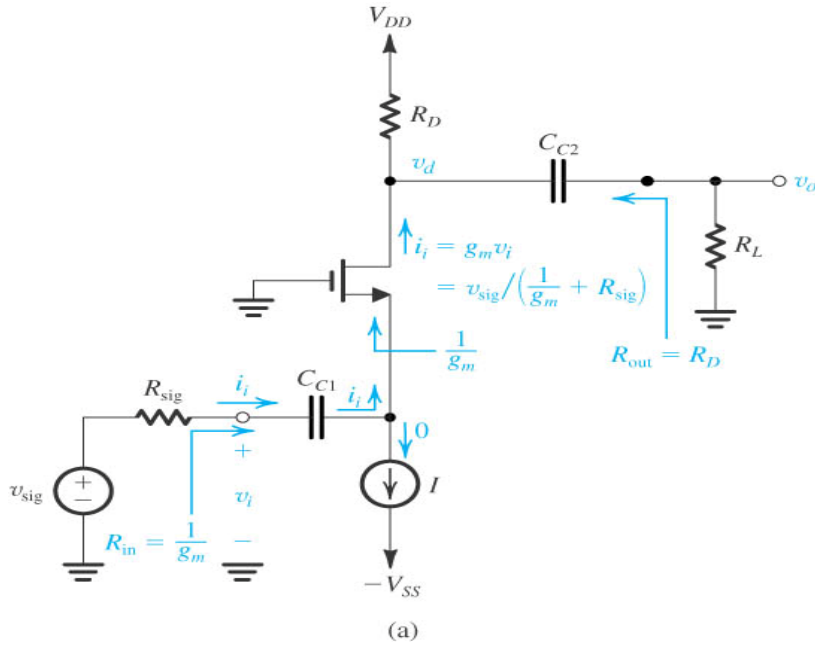 V_DD
R_D
C_C2
v_d
v_o
i_i = g_m v_i
= v_sig/(1/g_m + R_sig)
R_L
1/g_m
R_out = R_D
R_sig
i_i
C_C1
i_i
0
+
+
−
v_sig
v_i
I
R_in = 1/g_m
−
−V_SS
(a)